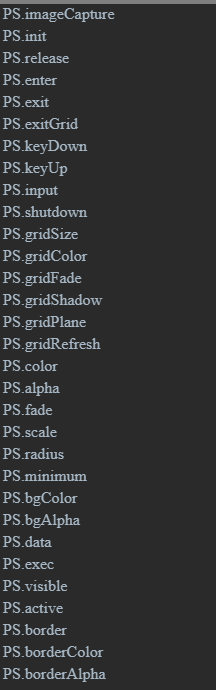 PS.imageCapture
PS.init
PS.release
PS.enter
PS.exit
PS.exitGrid
PS.keyDown
PS.keyUp
PS.input
PS.shutdown
PS.gridSize
PS.gridColor
PS.gridFade
PS.gridShadow
PS.gridPlane
PS.gridRefresh
PS.color
PS.alpha
PS.fade
PS.scale
PS.radius
PS.minimum
PS.bgColor
PS.bgAlpha
PS.data
PS.exec
PS.visible
PS.active
PS.border
PS.borderColor
PS.borderAlpha